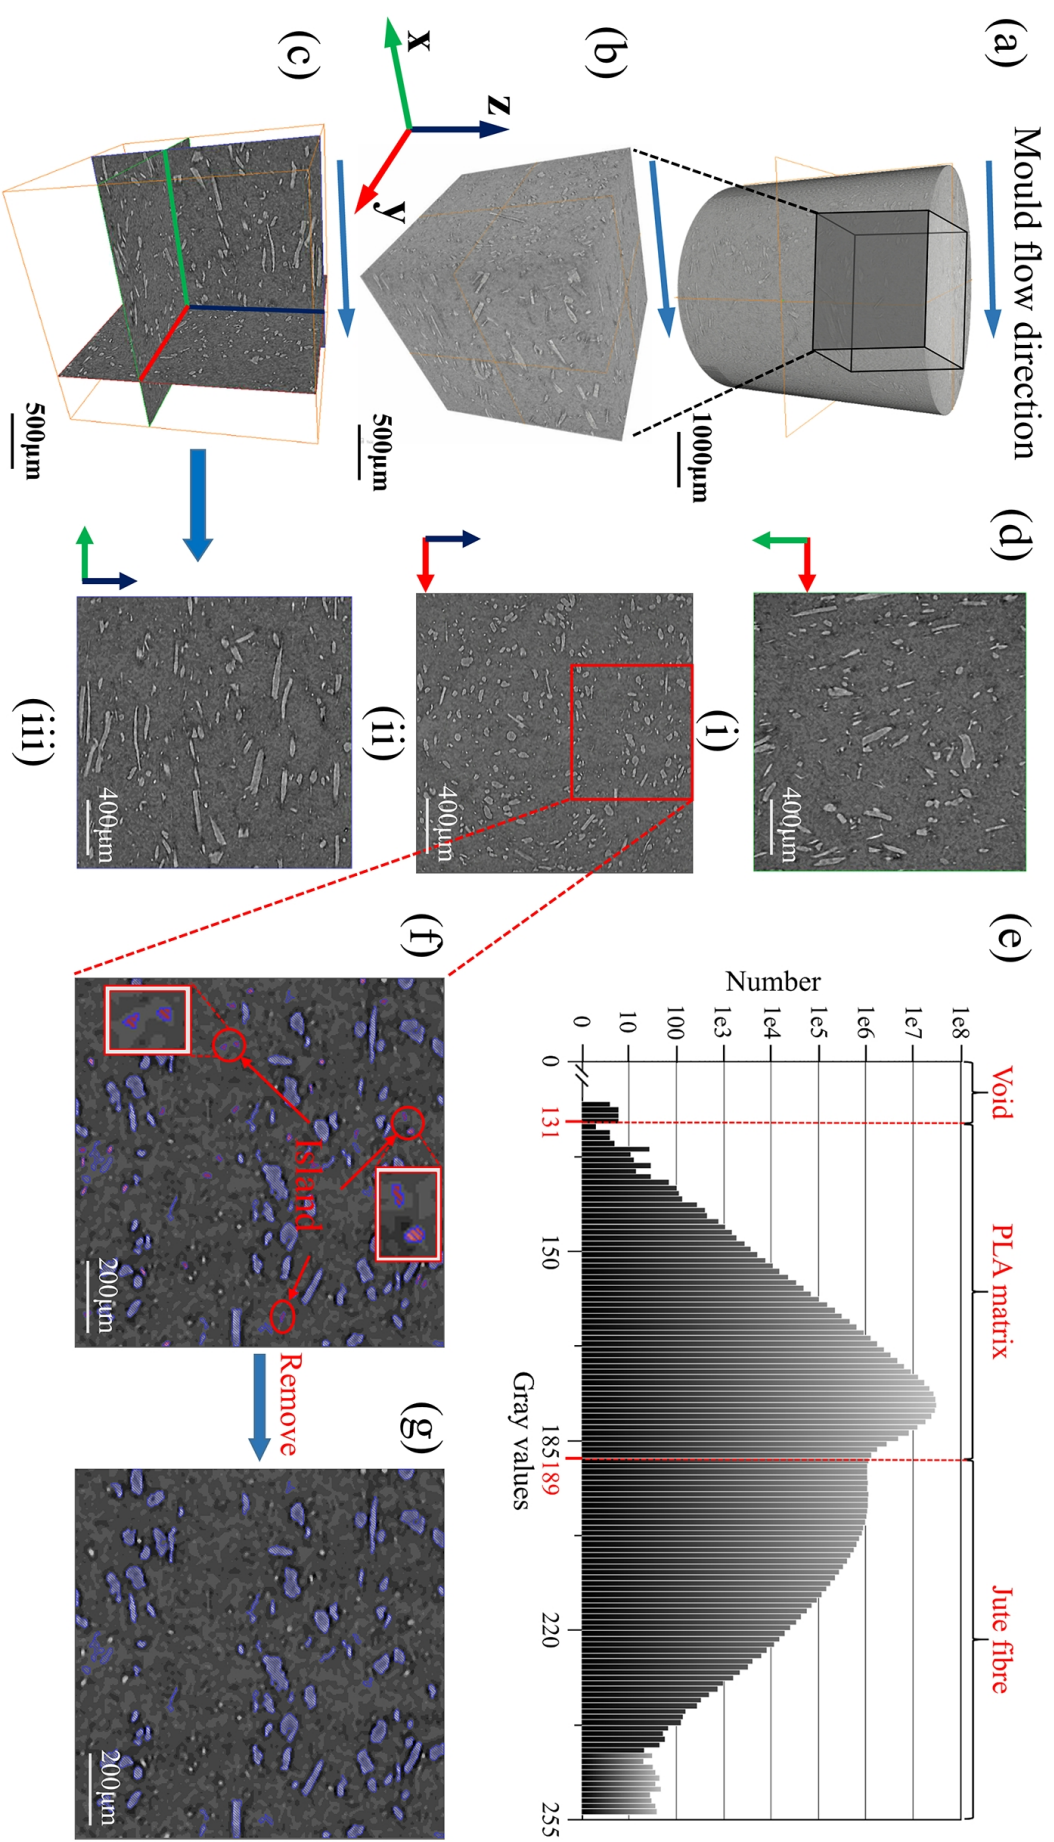 (a)
Mould flow direction
1000μm
(b)
500μm
z
x
y
(c)
500μm
(d)
400μm
(i)
400μm
(ii)
400μm
(iii)
(e)
Void
PLA matrix
Jute fibre
Number
1e8
1e7
1e6
1e5
1e4
1e3
100
10
0
0
131
150
185
189
220
255
Gray values
(f)
Island
200μm
Remove
(g)
200μm